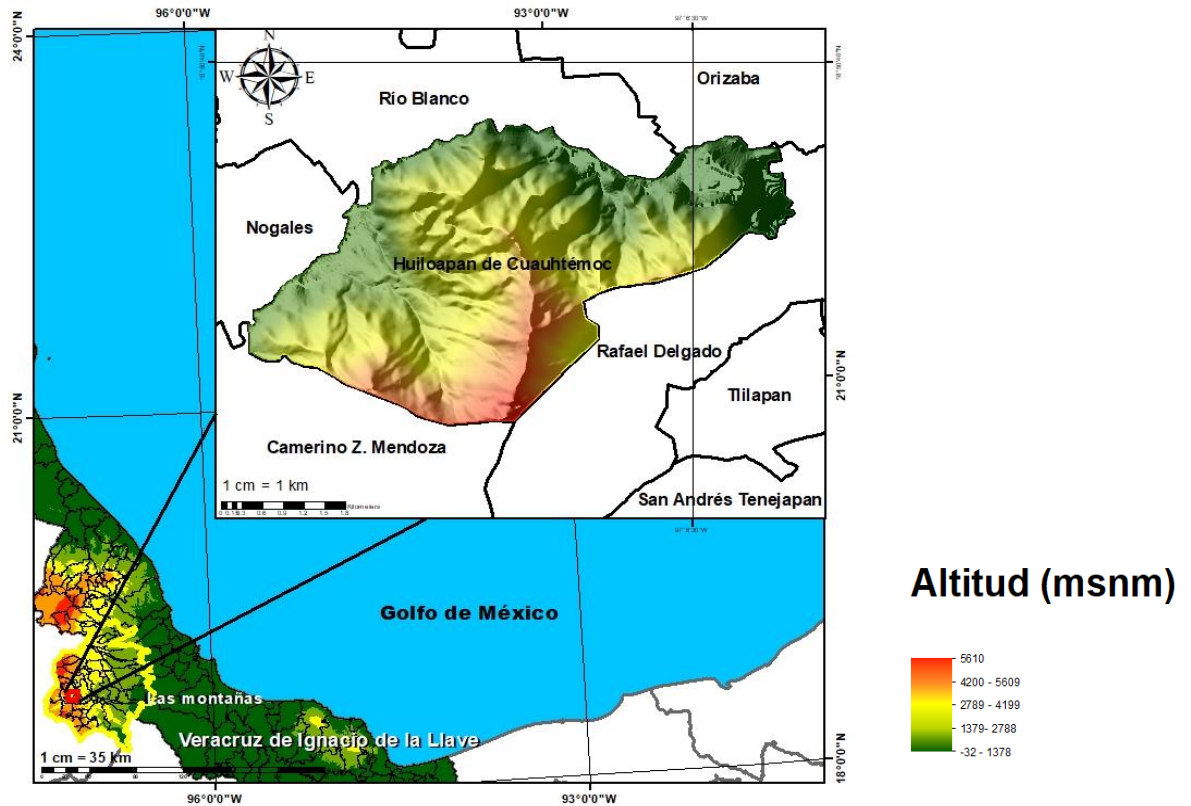 96°0'0"W
93°0'0"W
24°0'0"N
N
W
E
S
Río Blanco
Orizaba
Nogales
Huiloapan de Cuauhtémoc
Rafael Delgado
Tlilapan
21°0'0"N
21°0'0"N
Camerino Z. Mendoza
1 cm = 1 km
San Andrés Tenejapan
Golfo de México
Altitud (msnm)
5610
4200 - 5609
2789 - 4199
1379 - 2788
-32 - 1378
Las montañas
Veracruz de Ignacio de la Llave
1 cm = 35 km
18°0'0"N
96°0'0"W
93°0'0"W